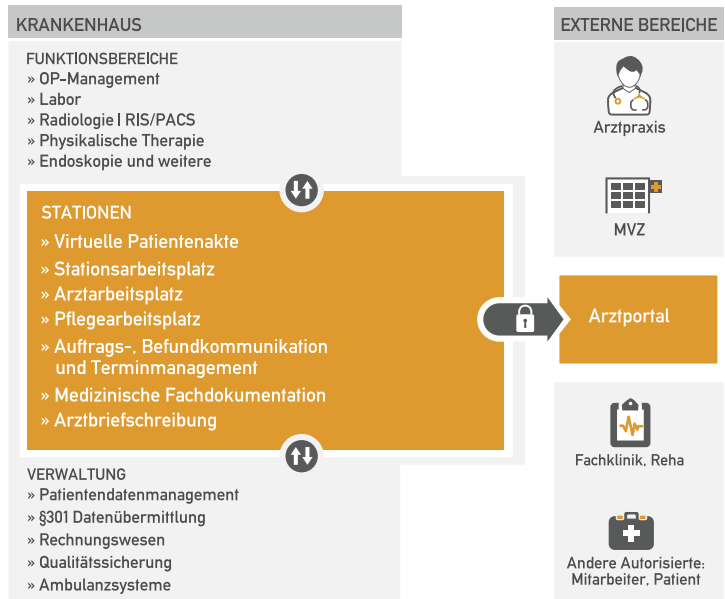 KRANKENHAUS
FUNKTIONSBEREICHE
» OP-Management
» Labor
» Radiologie I RIS/PACS
» Physikalische Therapie
» Endoskopie und weitere
STATIONEN
» Virtuelle Patientenakte
» Stationsarbeitsplatz
» Arztarbeitsplatz
» Pflegearbeitsplatz
» Auftrags-, Befundkommunikation
und Terminmanagement
» Medizinische Fachdokumentation
» Arztbriefschreibung
VERWALTUNG
» Patientendatenmanagement
» §301 Datenübermittlung
» Rechnungswesen
» Qualitätssicherung
» Ambulanzsysteme
EXTERNE BEREICHE
Arztpraxis
MVZ
Arztportal
Fachklinik, Reha
Andere Autorisierte:
Mitarbeiter, Patient